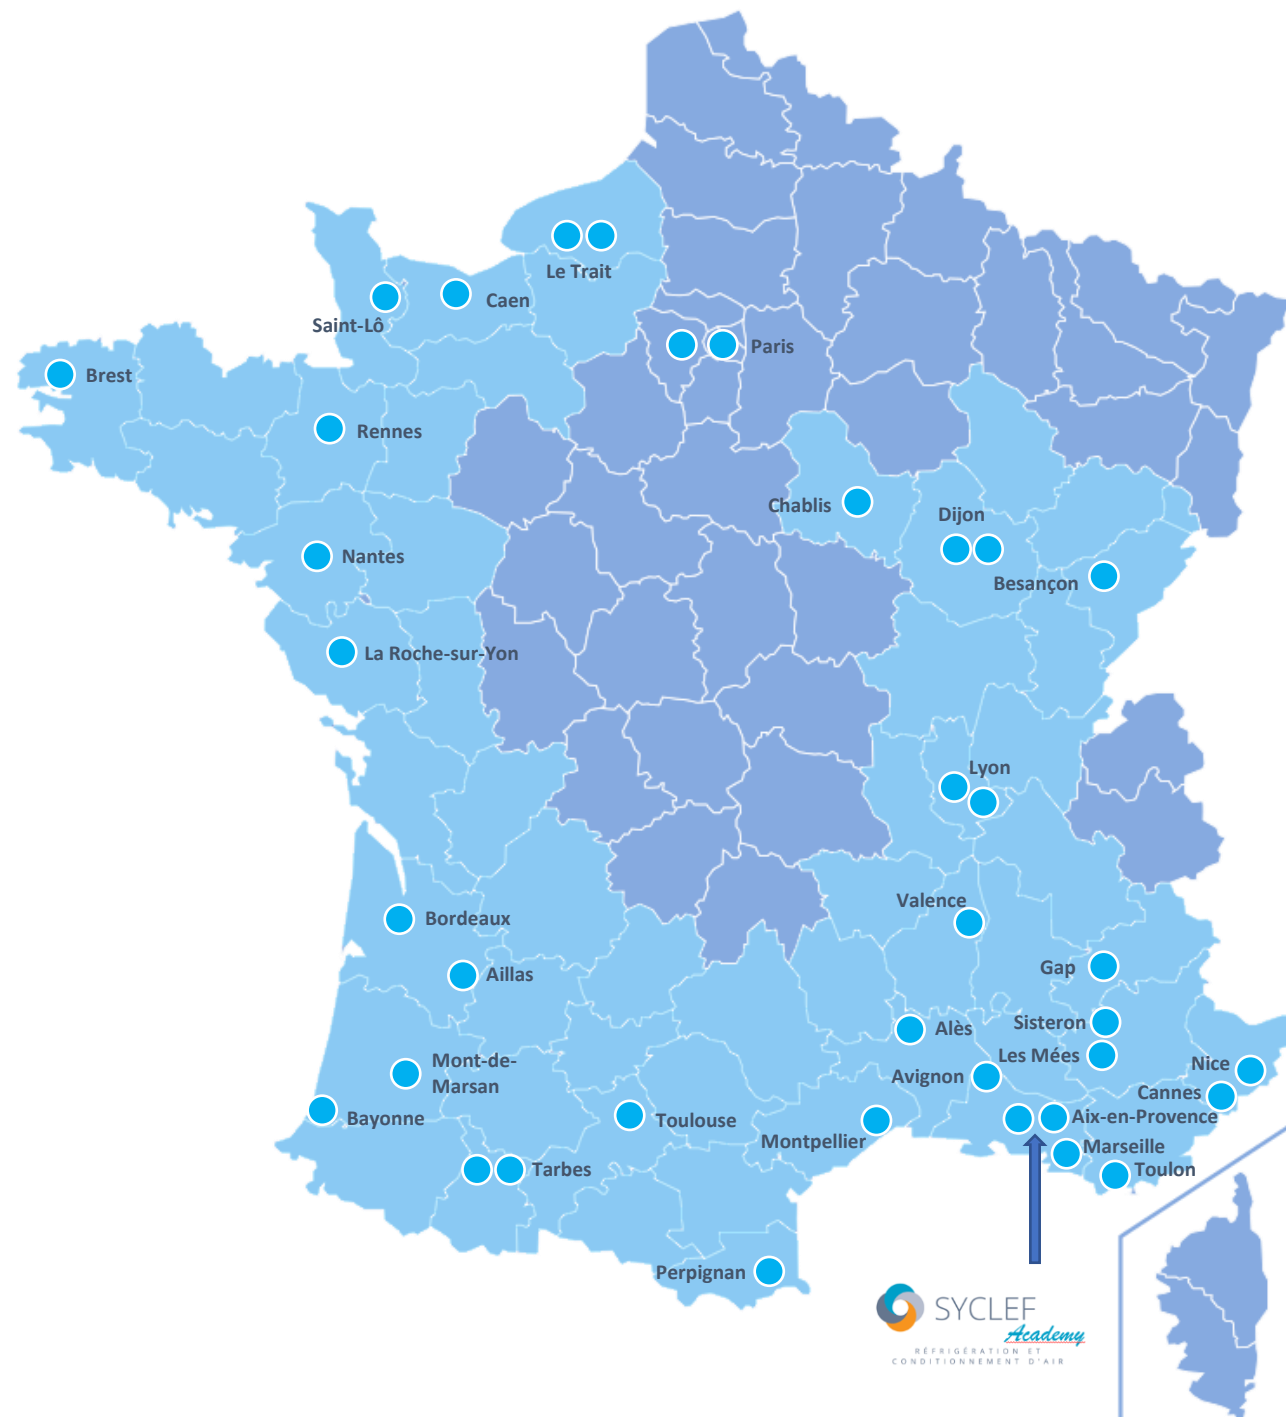 Le Trait
Caen
Saint-Lô
Paris
Brest
Rennes
Chablis
Dijon
Nantes
Besançon
La Roche-sur-Yon
Lyon
Valence
Bordeaux
Gap
Aillas
Sisteron
Alès
Les Mées
Mont-de-
Marsan
Nice
Avignon
Cannes
Bayonne
Toulouse
Aix-en-Provence
Montpellier
Marseille
Tarbes
Toulon
Perpignan
SYCLEF
Academy
RÉFRIGÉRATION ET
CONDITIONNEMENT D'AIR